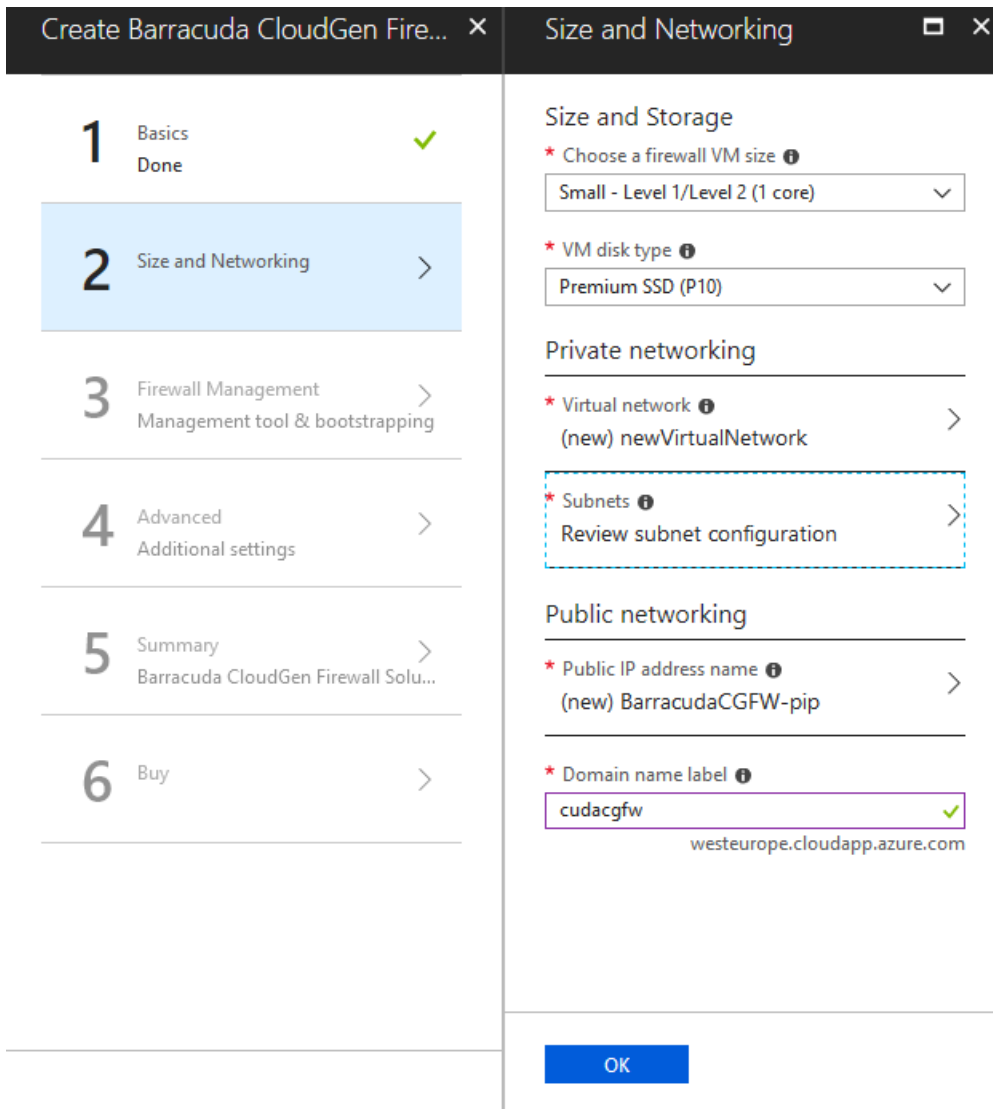 Create Barracuda CloudGen Fire...
1
Basics
Done
2
Size and Networking
3
Firewall Management
Management tool & bootstrapping
4
Advanced
Additional settings
5
Summary
Barracuda CloudGen Firewall Solu...
6
Buy
Size and Networking
Size and Storage
* Choose a firewall VM size
Small - Level 1/Level 2 (1 core)
* VM disk type
Premium SSD (P10)
Private networking
* Virtual network
(new) newVirtualNetwork
* Subnets
Review subnet configuration
Public networking
* Public IP address name
(new) BarracudaCGFW-pip
* Domain name label
cudacgfw
westeurope.cloudapp.azure.com
OK